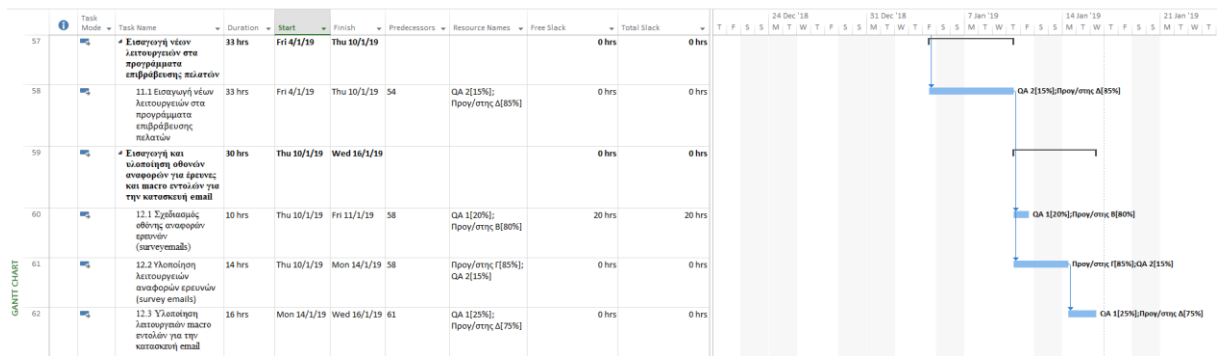 24 Dec '18 31 Dec '18 7 Jan '19 14 Jan '19 21 Jan '19
Task Mode Task Name Duration Start Finish Predecessors Resource Names Free Slack Total Slack T F S S M T W T F S S M T W T F S S M T W T F S S M T W T F S S M T W T
57 Εισαγωγή νέων 33 hrs Fri 4/1/19 Thu 10/1/19 0 hrs 0 hrs
λειτουργειών στα
προγράμματα
επιβράβευσης πελατών
58 11.1 Εισαγωγή νέων 33 hrs Fri 4/1/19 Thu 10/1/19 54 QA 2[15%]; 0 hrs 0 hrs QA 2[15%];Προγ/στης Δ[85%]
λειτουργειών στα Προγ/στης Δ[85%]
προγράμματα
επιβράβευσης
πελατών
59 Εισαγωγή και 30 hrs Thu 10/1/19 Wed 16/1/19 0 hrs 0 hrs
υλοποίηση οθονών
αναφορών για έρευνες
και macro εντολών για
την κατασκευή email
60 12.1 Σχεδιασμός 10 hrs Thu 10/1/19 Fri 11/1/19 58 QA 1[20%]; 20 hrs 20 hrs QA 1[20%];Προγ/στης Β[80%]
οθόνης αναφοράν Προγ/στης Β[80%]
ερευνών
(surveyemails)
61 12.2 Υλοποίηση 14 hrs Thu 10/1/19 Mon 14/1/19 58 Προγ/στης Γ[85%]; 0 hrs 0 hrs Προγ/στης Γ[85%];QA 2[15%]
λειτουργειών QA 2[15%]
αναφορών ερευνών
(survey emails)
62 12.3 Υλοποίηση 16 hrs Mon 14/1/19 Wed 16/1/19 61 QA 1[25%]; 0 hrs 0 hrs QA 1[25%];Προγ/στης Δ[75%]
λειτουργειών macro Προγ/στης Δ[75%]
εντολών για την
κατασκευή email
GANTT CHART